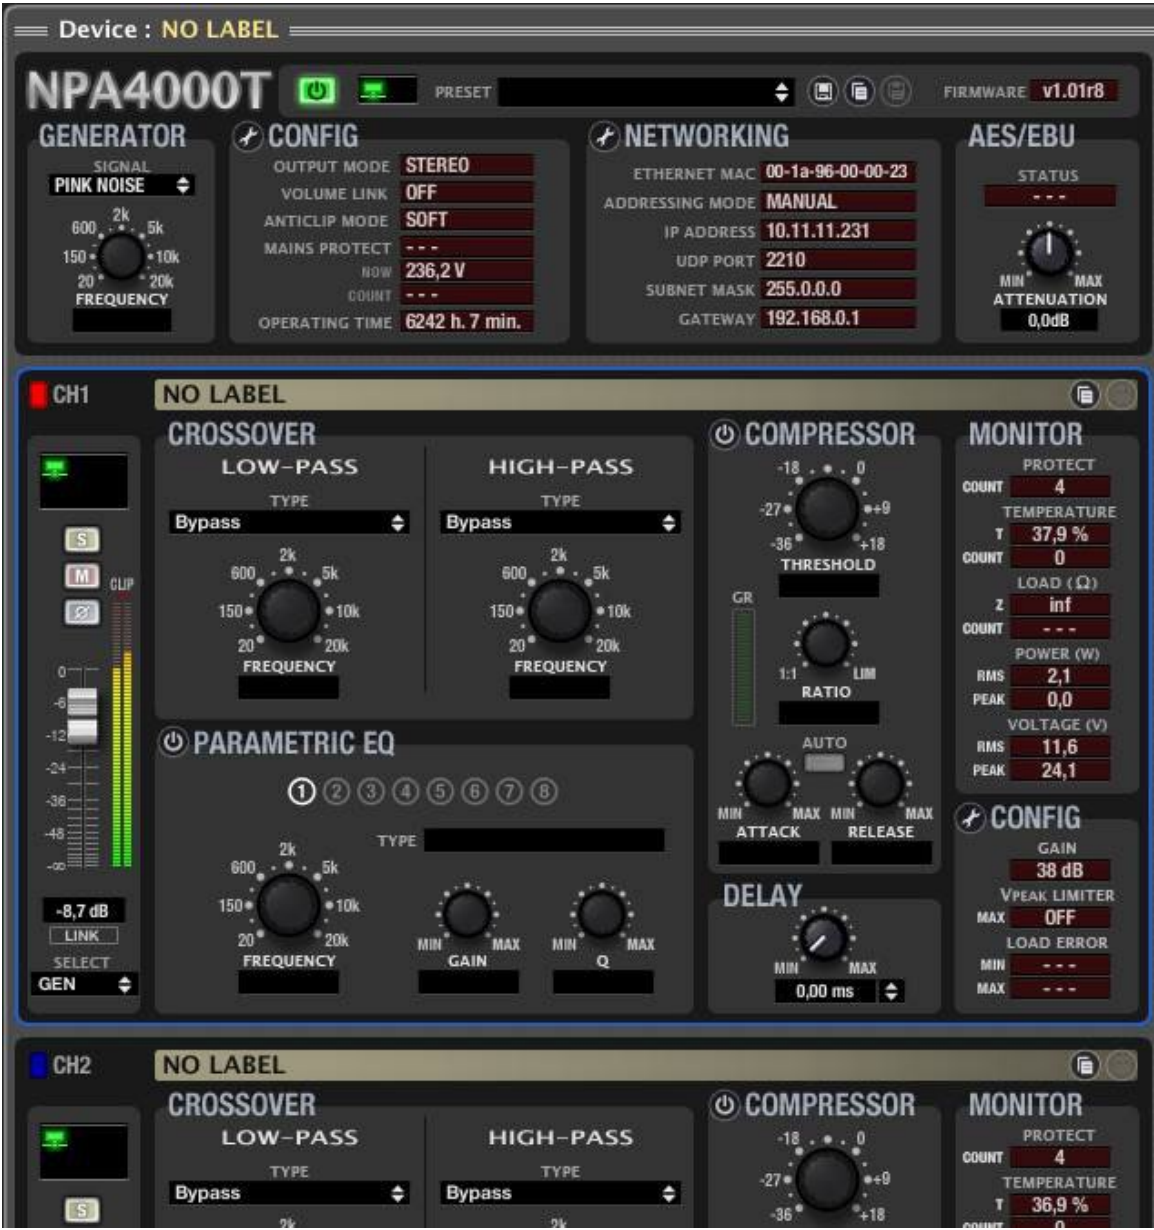 Device : NO LABEL
NPA4000T PRESET FIRMWARE v1.01r8
GENERATOR
SIGNAL
PINK NOISE
600 2k 5k
150 10k
20 20k
FREQUENCY
CONFIG
OUTPUT MODE STEREO
VOLUME LINK OFF
ANTICLIP MODE SOFT
MAINS PROTECT - - -
NOW 236,2 V
COUNT - - -
OPERATING TIME 6242 h. 7 min.
NETWORKING
ETHERNET MAC 00-1a-96-00-00-23
ADDRESSING MODE MANUAL
IP ADDRESS 10.11.11.231
UDP PORT 2210
SUBNET MASK 255.0.0.0
GATEWAY 192.168.0.1
AES/EBU
STATUS
- - -
MIN MAX
ATTENUATION
0,0dB
CH1 NO LABEL
S
M
Ø
CLIP
0
-6
-12
-24
-36
-48
-∞
-8,7 dB
LINK
SELECT
GEN
CROSSOVER
LOW-PASS
TYPE
Bypass
600 2k 5k
150 10k
20 20k
FREQUENCY
HIGH-PASS
TYPE
Bypass
600 2k 5k
150 10k
20 20k
FREQUENCY
PARAMETRIC EQ
1 2 3 4 5 6 7 8
TYPE
600 2k 5k
150 10k
20 20k
FREQUENCY
MIN MAX
GAIN
MIN MAX
Q
COMPRESSOR
-18 0
-27 +9
-36 +18
THRESHOLD
GR
1:1 LIM
RATIO
AUTO
MIN MAX MIN MAX
ATTACK RELEASE
DELAY
MIN MAX
0,00 ms
MONITOR
PROTECT
COUNT 4
TEMPERATURE
T 37,9 %
COUNT 0
LOAD (Ω)
Z inf
COUNT - - -
POWER (W)
RMS 2,1
PEAK 0,0
VOLTAGE (V)
RMS 11,6
PEAK 24,1
CONFIG
GAIN
38 dB
VPEAK LIMITER
MAX OFF
LOAD ERROR
MIN - - -
MAX - - -
CH2 NO LABEL
S
CROSSOVER
LOW-PASS
TYPE
Bypass
2k
HIGH-PASS
TYPE
Bypass
2k
COMPRESSOR
-18 0
-27 +9
-36 +18
MONITOR
PROTECT
COUNT 4
TEMPERATURE
T 36,9 %
COUNT 0